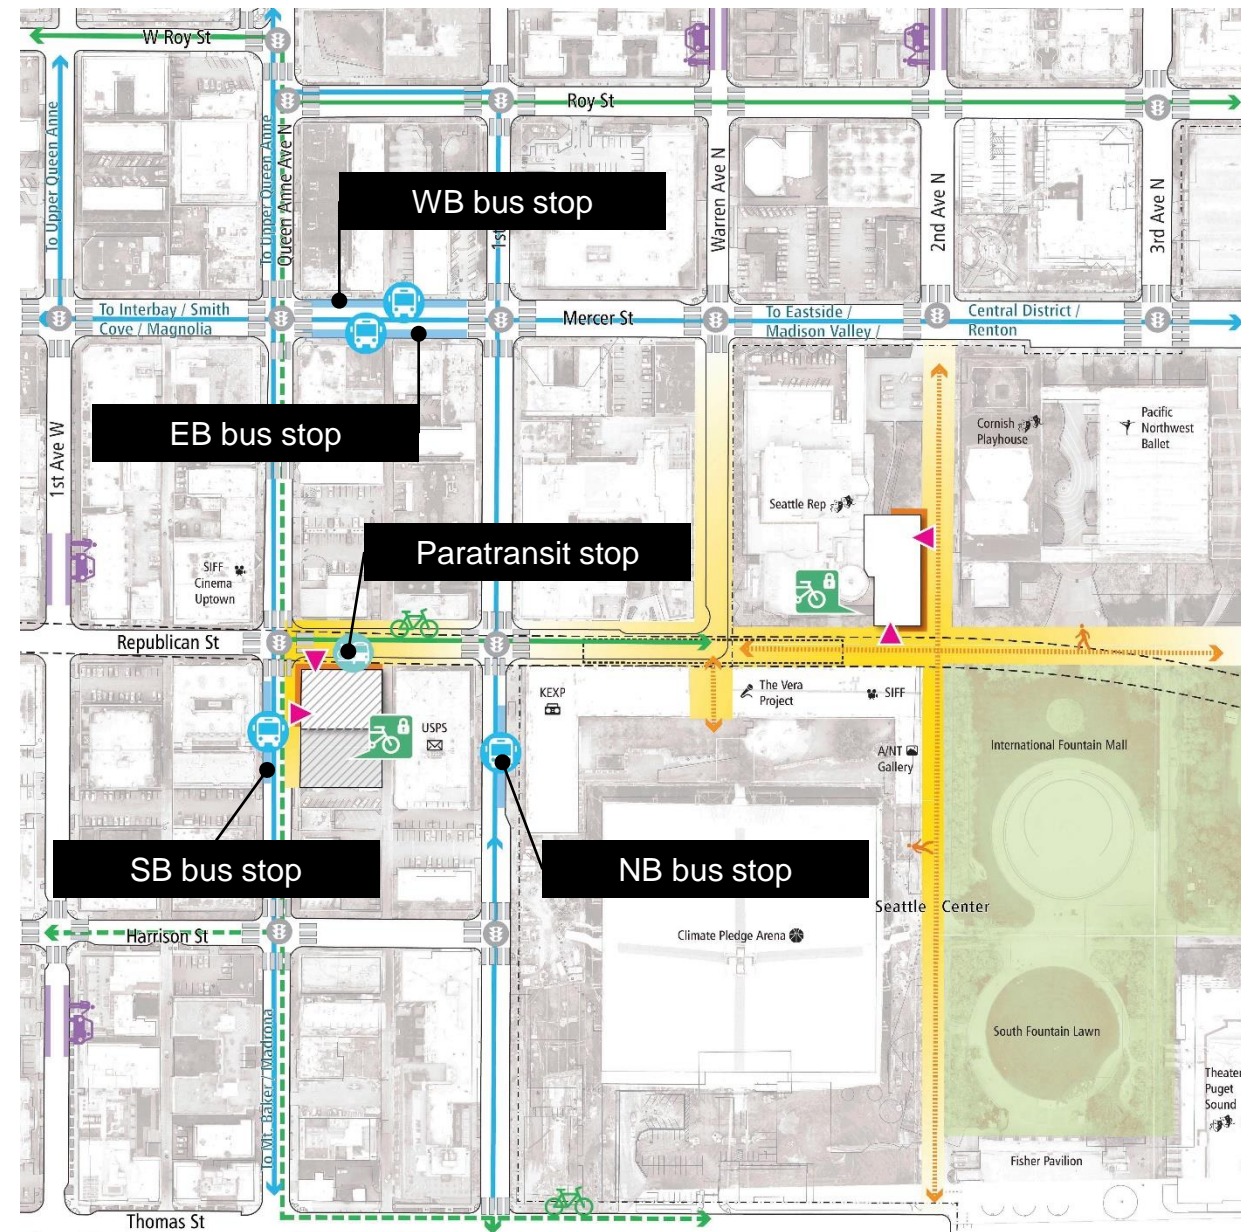 W Roy St
Roy St
To Upper Queen Anne
To Upper Queen Anne
Queen Anne Ave N
Warren Ave N
2nd Ave N
3rd Ave N
WB bus stop
1st
To Interbay / Smith
Cove / Magnolia
Mercer St
To Eastside /
Madison Valley /
Central District /
Renton
EB bus stop
1st Ave W
Cornish
Playhouse
Pacific
Northwest
Ballet
Seattle Rep
Paratransit stop
SIFF
Cinema
Uptown
Republican St
KEXP
The Vera
Project
SIFF
USPS
A/NT
Gallery
International Fountain Mall
SB bus stop
NB bus stop
Seattle Center
Harrison St
Climate Pledge Arena
South Fountain Lawn
To Mt. Baker / Madrona
Theater
Puget
Sound
Fisher Pavilion
Thomas St